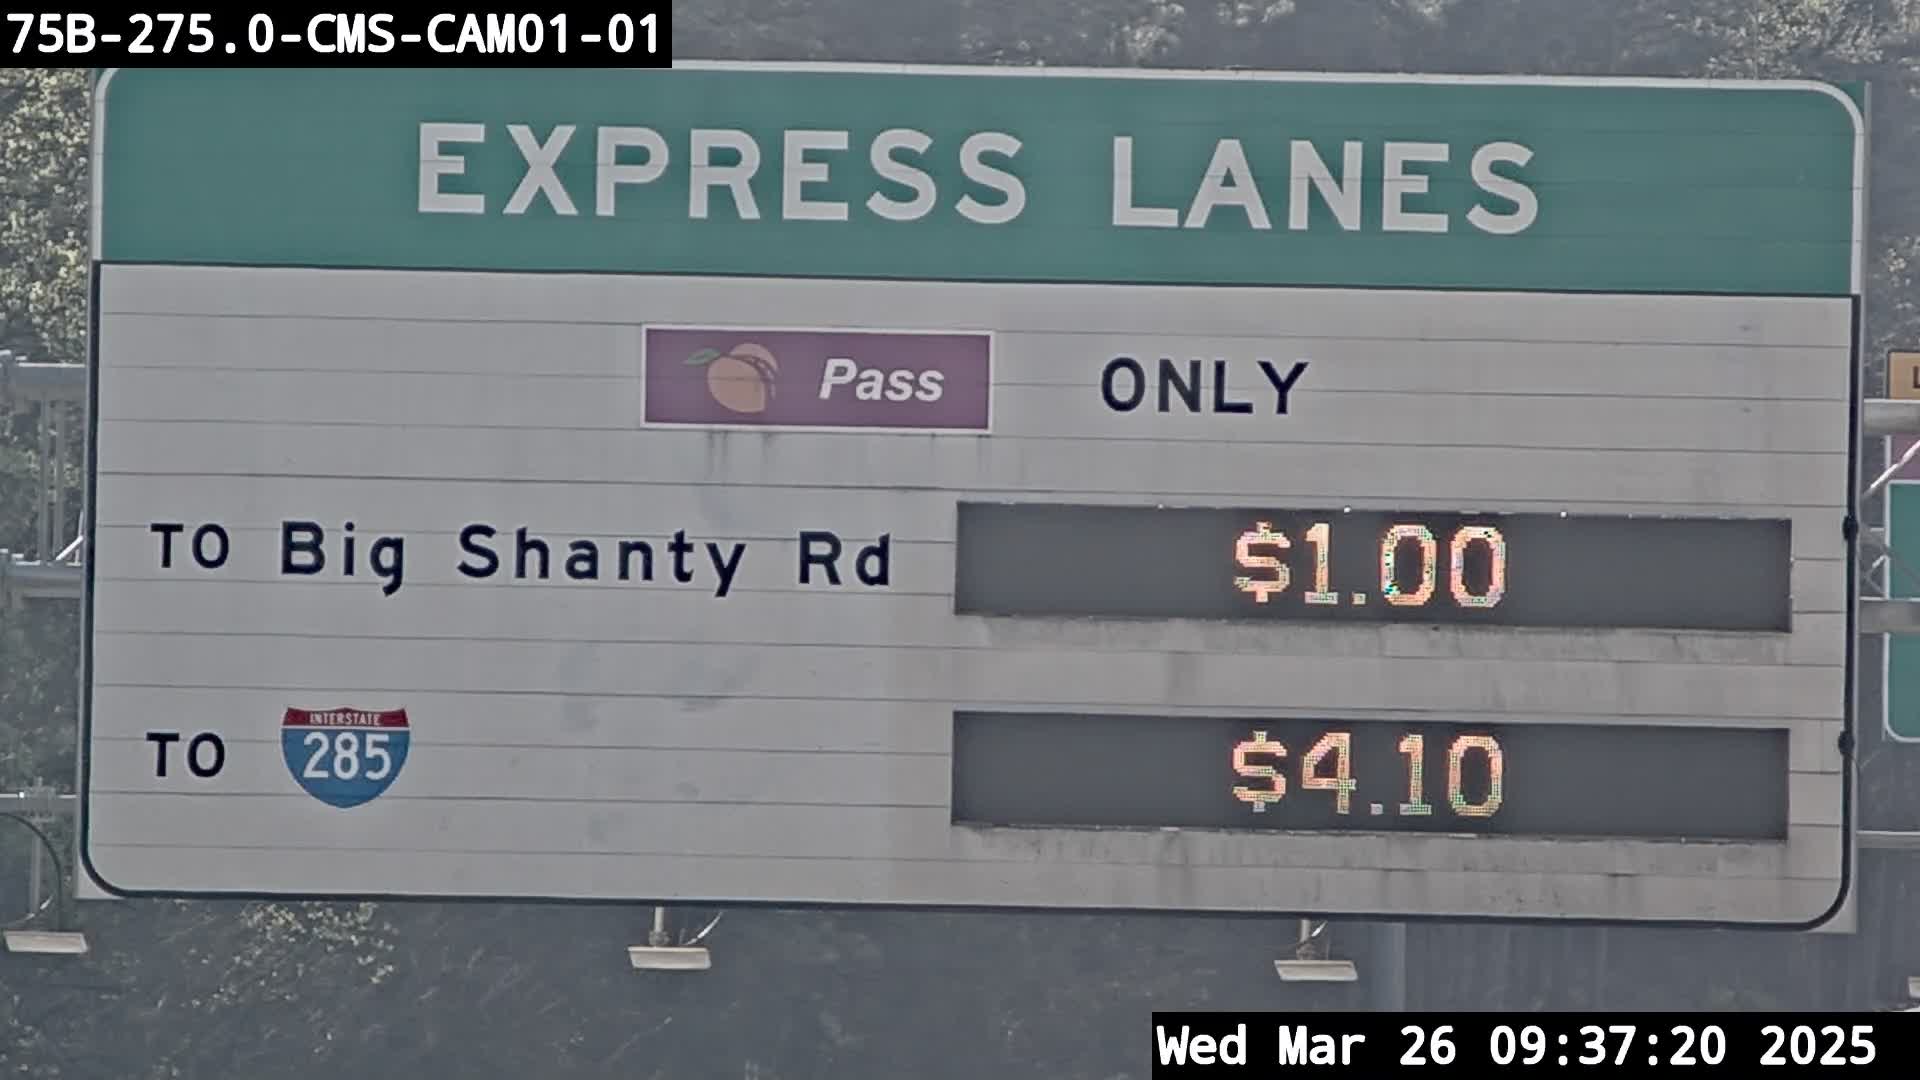 75B-275.0-CMS-CAM01-01
EXPRESS LANES
Pass ONLY
TO Big Shanty Rd $1.00
INTERSTATE
TO 285 $4.10
Wed Mar 26 09:37:20 2025